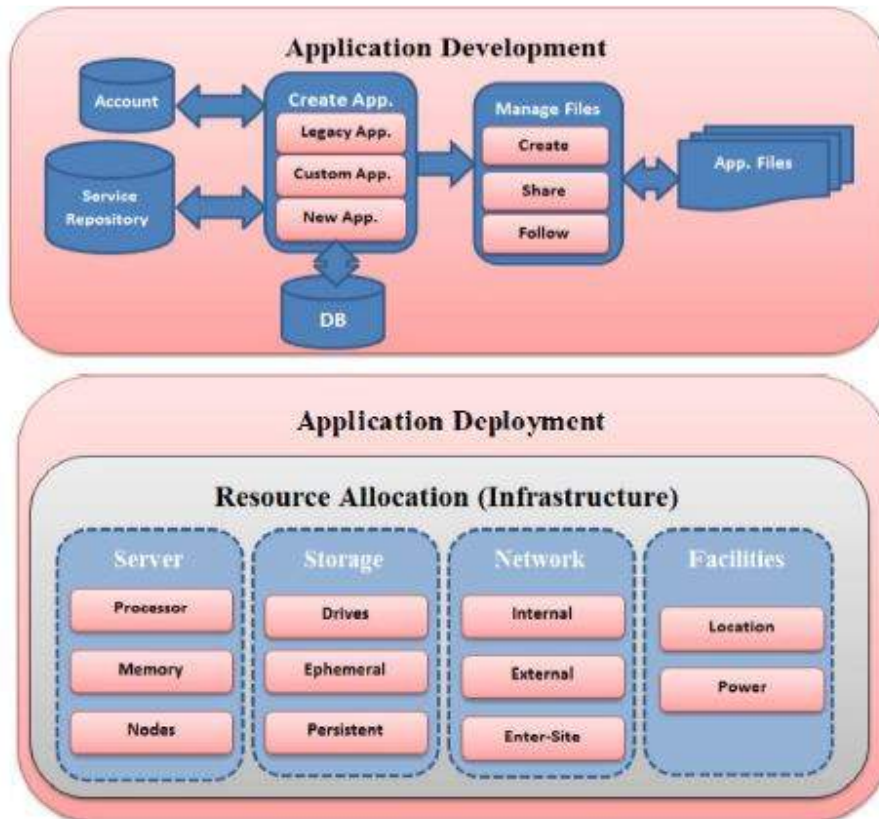 Application Development
Account
Service
Repository
Create App.
Legacy App.
Custom App.
New App.
DB
Manage Files
Create
Share
Follow
App. Files
Application Deployment
Resource Allocation (Infrastructure)
Server
Processor
Memory
Nodes
Storage
Drives
Ephemeral
Persistent
Network
Internal
External
Enter-Site
Facilities
Location
Power